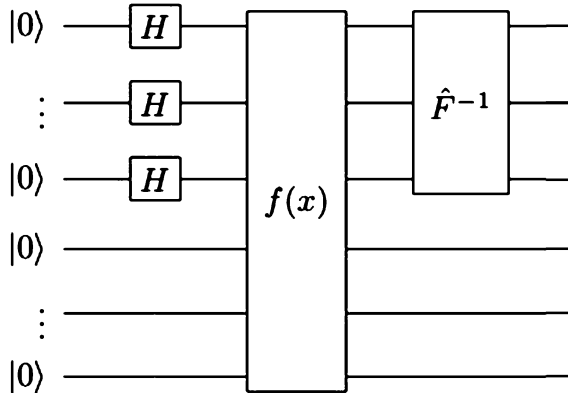 |0⟩ H
⋮ H F̂⁻¹
|0⟩ H
f(x)
|0⟩
⋮
|0⟩